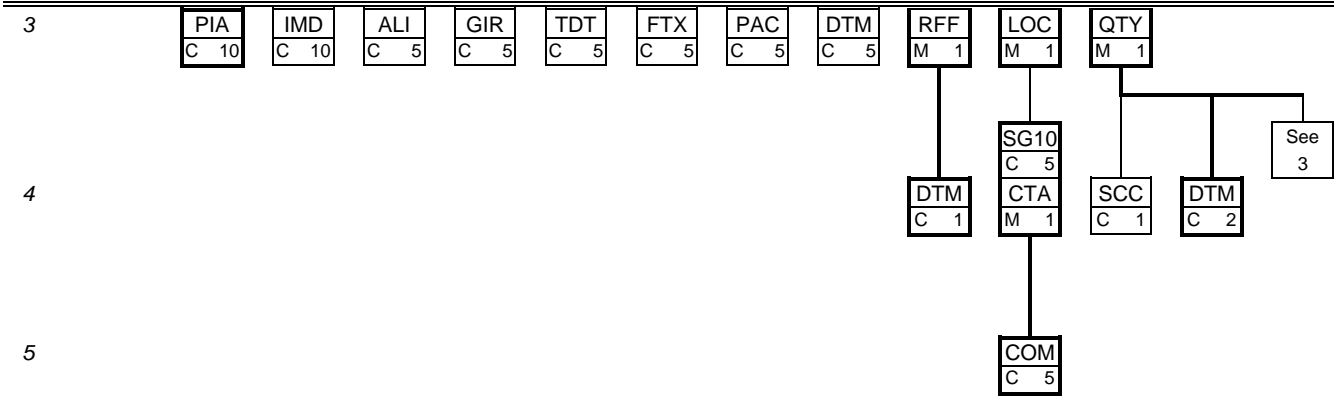 3 PIA IMD ALI GIR TDT FTX PAC DTM RFF LOC QTY
C 10 C 10 C 5 C 5 C 5 C 5 C 5 C 5 M 1 M 1 M 1
SG10 See
C 5 3
4 DTM CTA SCC DTM
C 1 M 1 C 1 C 2
5 COM
C 5